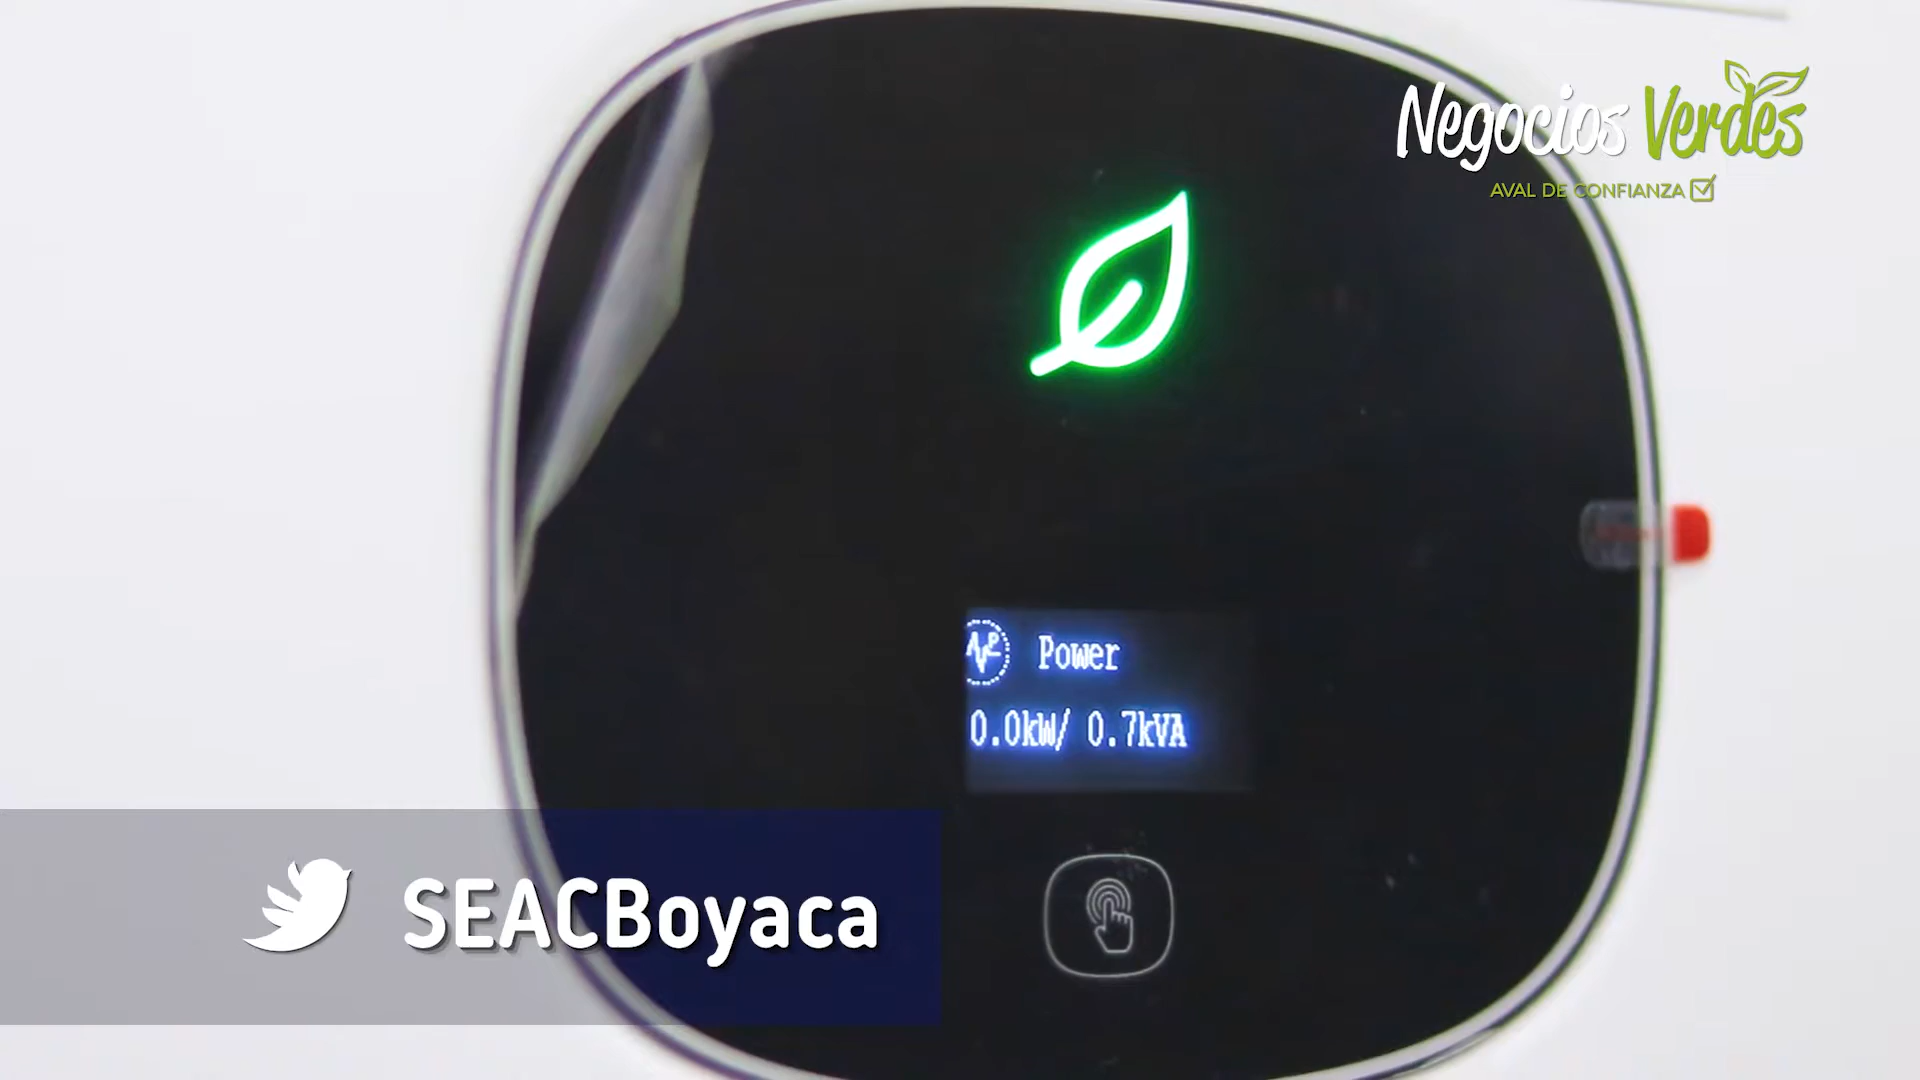 Negocios Verdes
AVAL DE CONFIANZA
Power
0.0kW/ 0.7kVA
SEACBoyaca